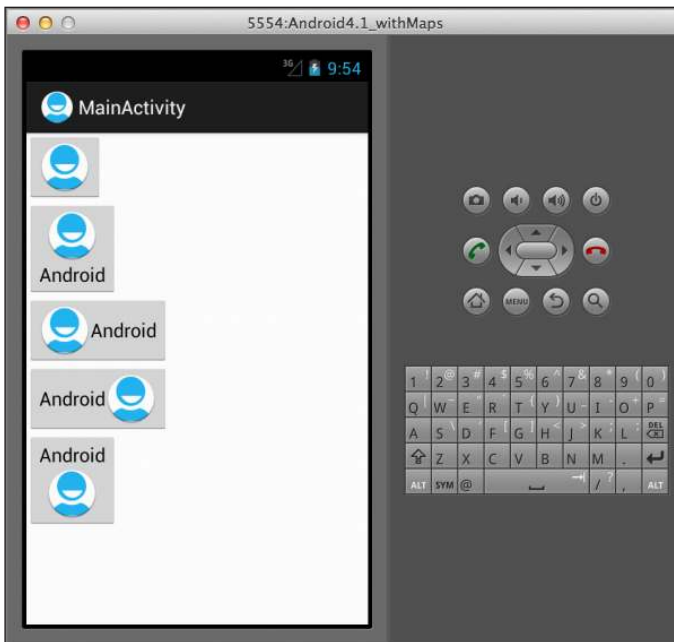 5554:Android4.1_withMaps
3G 9:54
MainActivity
Android
Android
Android
Android
MENU
1 ! 2 @ 3 # 4 $ 5 % 6 ^ 7 & 8 * 9 ( 0 )
Q | W ~ E " R ` T { Y } U _ I - O + P =
A S \ D ' F [ G ] H < J > K ; L : DEL
Z X C V B N M .
ALT SYM @ →| / ? , ALT